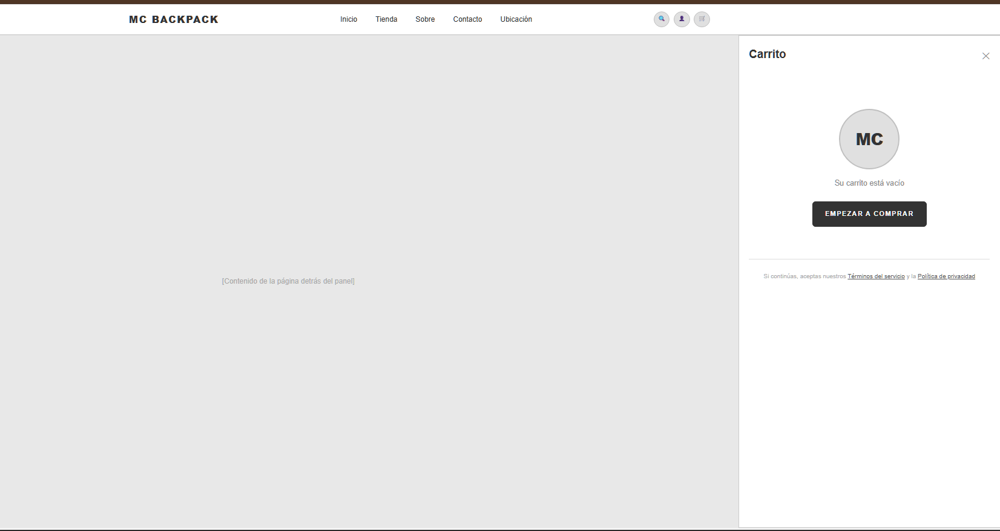 MC BACKPACK
Inicio Tienda Sobre Contacto Ubicación
Carrito
MC
Su carrito está vacío
EMPEZAR A COMPRAR
[Contenido de la página detrás del panel]
Si continúas, aceptas nuestros Términos del servicio y la Política de privacidad